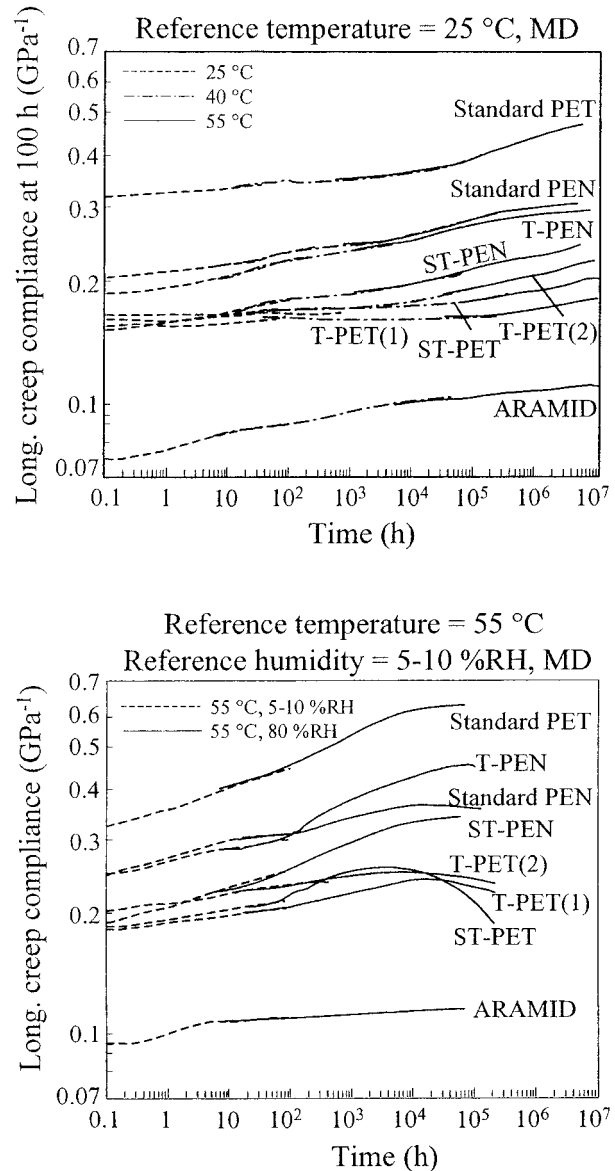 Reference temperature = 25 °C, MD
Long. creep compliance at 100 h (GPa⁻¹)
0.7
0.6
0.5
0.4
0.3
0.2
0.1
0.07
25 °C
40 °C
55 °C
Standard PET
Standard PEN
T-PEN
ST-PEN
T-PET(1)
T-PET(2)
ST-PET
ARAMID
0.1 1 10 10² 10³ 10⁴ 10⁵ 10⁶ 10⁷
Time (h)
Reference temperature = 55 °C
Reference humidity = 5-10 %RH, MD
Long. creep compliance (GPa⁻¹)
0.7
0.6
0.5
0.4
0.3
0.2
0.1
0.07
55 °C, 5-10 %RH
55 °C, 80 %RH
Standard PET
T-PEN
Standard PEN
ST-PEN
T-PET(2)
T-PET(1)
ST-PET
ARAMID
0.1 1 10 10² 10³ 10⁴ 10⁵ 10⁶ 10⁷
Time (h)